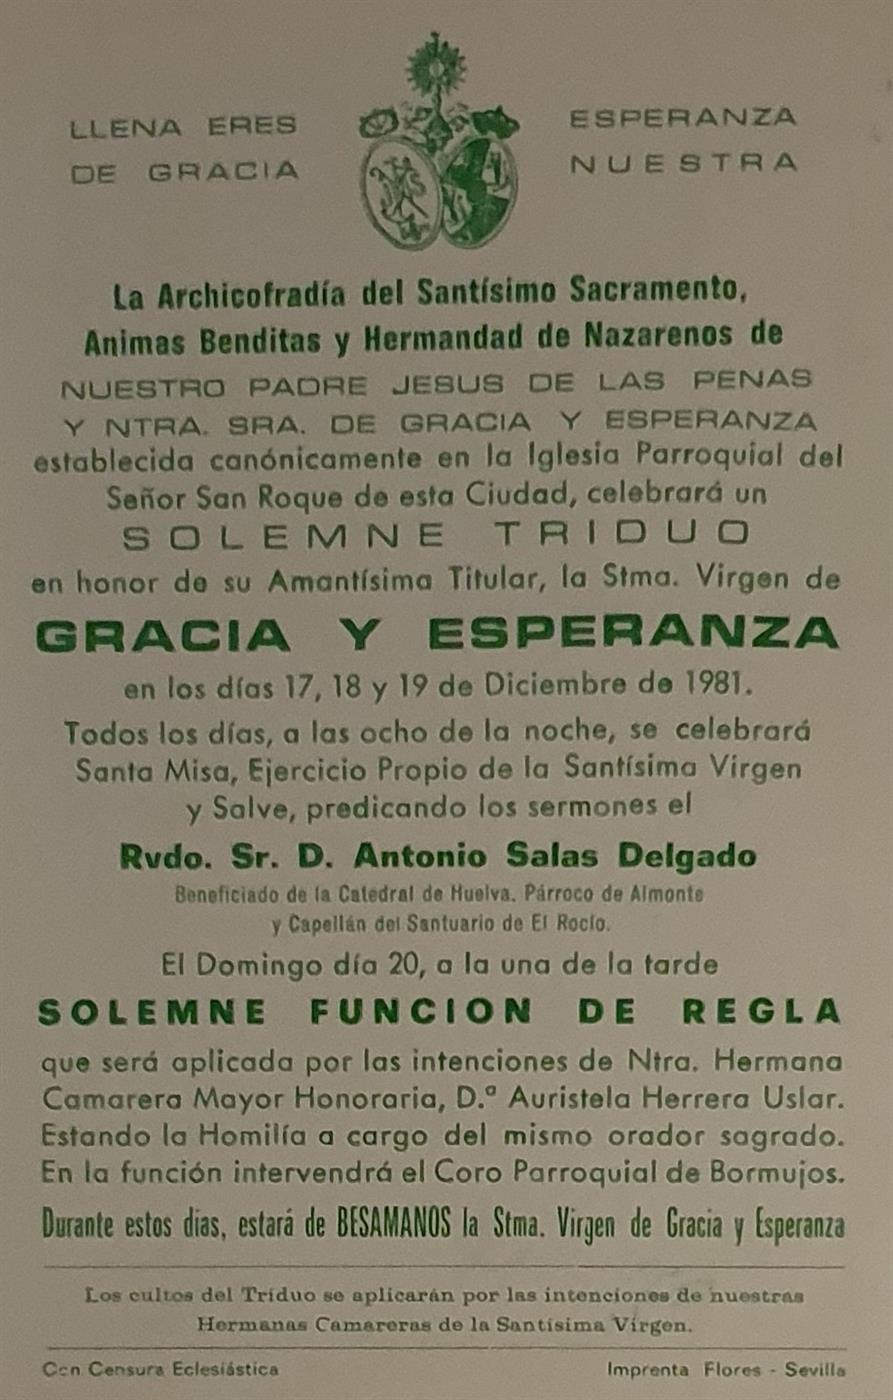 LLENA ERES
DE GRACIA
ESPERANZA
NUESTRA
La Archicofradía del Santísimo Sacramento,
Animas Benditas y Hermandad de Nazarenos de
NUESTRO PADRE JESUS DE LAS PENAS
Y NTRA. SRA. DE GRACIA Y ESPERANZA
establecida canónicamente en la Iglesia Parroquial del
Señor San Roque de esta Ciudad, celebrará un
SOLEMNE TRIDUO
en honor de su Amantísima Titular, la Stma. Virgen de
GRACIA Y ESPERANZA
en los días 17, 18 y 19 de Diciembre de 1981.
Todos los días, a las ocho de la noche, se celebrará
Santa Misa, Ejercicio Propio de la Santísima Virgen
y Salve, predicando los sermones el
Rvdo. Sr. D. Antonio Salas Delgado
Beneficiado de la Catedral de Huelva. Párroco de Almonte
y Capellán del Santuario de El Rocío.
El Domingo día 20, a la una de la tarde
SOLEMNE FUNCION DE REGLA
que será aplicada por las intenciones de Ntra. Hermana
Camarera Mayor Honoraria, D.ª Auristela Herrera Uslar.
Estando la Homilía a cargo del mismo orador sagrado.
En la función intervendrá el Coro Parroquial de Bormujos.
Durante estos días, estará de BESAMANOS la Stma. Virgen de Gracia y Esperanza
Los cultos del Tríduo se aplicarán por las intenciones de nuestras
Hermanas Camareras de la Santísima Virgen.
Con Censura Eclesiástica
Imprenta Flores - Sevilla